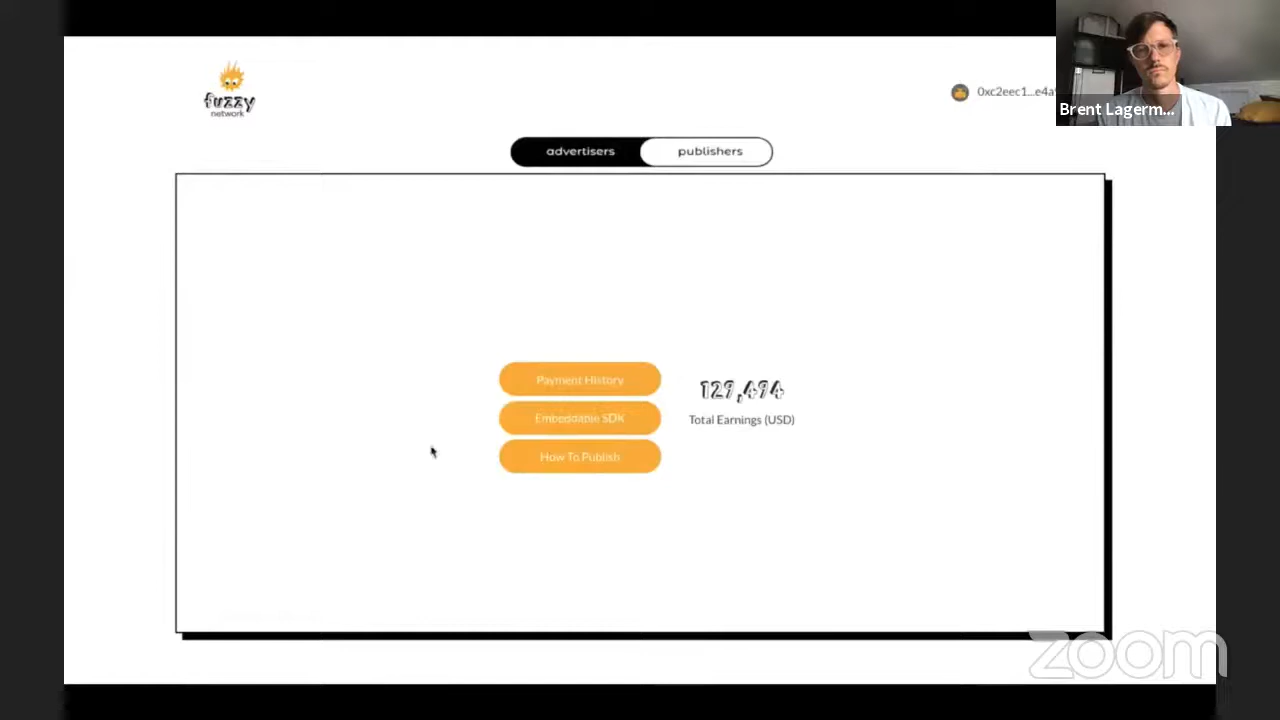 fuzzy
network
0xc2eec1...e4a
Brent Lagerm...
advertisers
publishers
Payment History
Embeddable SDK
How To Publish
129,494
Total Earnings (USD)
zoom